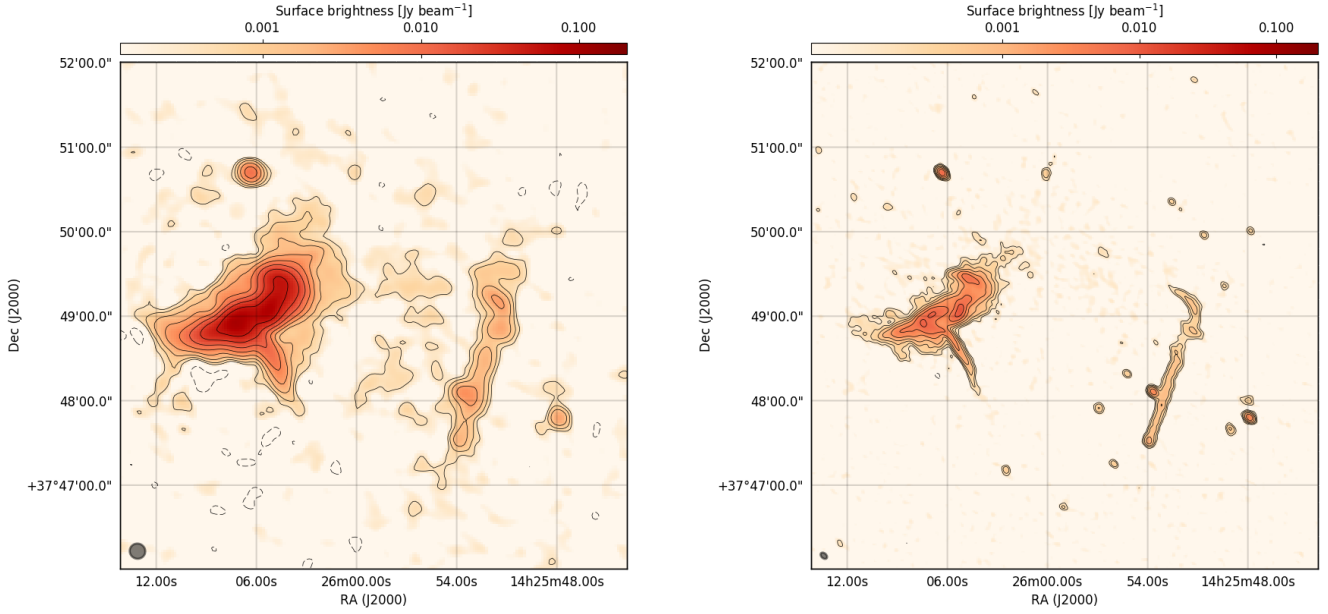 Surface brightness [Jy beam⁻¹]
0.001 0.010 0.100
52'00.0"
51'00.0"
50'00.0"
49'00.0"
48'00.0"
+37°47'00.0"
Dec (J2000)
12.00s 06.00s 26m00.00s 54.00s 14h25m48.00s
RA (J2000)
Surface brightness [Jy beam⁻¹]
0.001 0.010 0.100
52'00.0"
51'00.0"
50'00.0"
49'00.0"
48'00.0"
+37°47'00.0"
Dec (J2000)
12.00s 06.00s 26m00.00s 54.00s 14h25m48.00s
RA (J2000)